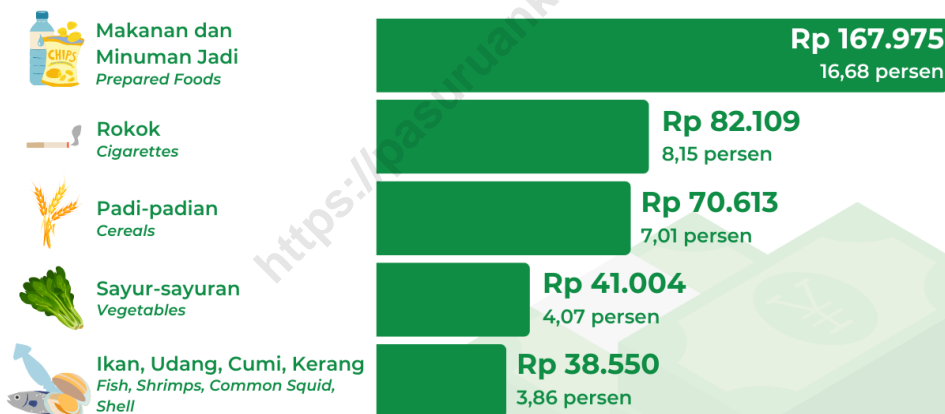 Makanan dan
Minuman Jadi
Prepared Foods
CHIPS
Rp 167.975
16,68 persen
Rokok
Cigarettes
Rp 82.109
8,15 persen
Padi-padian
Cereals
Rp 70.613
7,01 persen
Sayur-sayuran
Vegetables
Rp 41.004
4,07 persen
Ikan, Udang, Cumi, Kerang
Fish, Shrimps, Common Squid,
Shell
Rp 38.550
3,86 persen
https://pasuruank